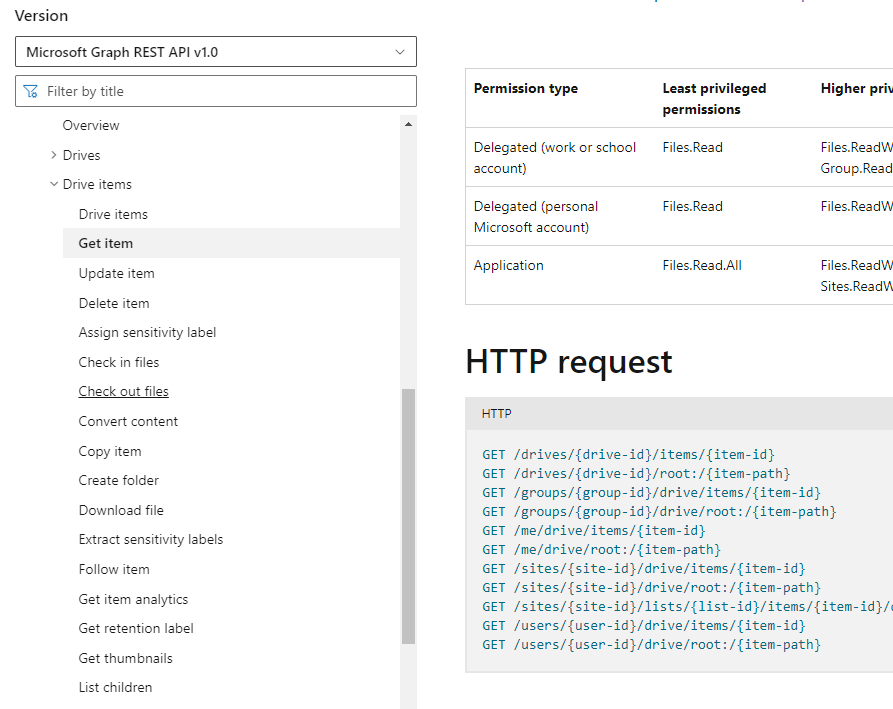 Version
Microsoft Graph REST API v1.0
Filter by title
Overview
Drives
Drive items
Drive items
Get item
Update item
Delete item
Assign sensitivity label
Check in files
Check out files
Convert content
Copy item
Create folder
Download file
Extract sensitivity labels
Follow item
Get item analytics
Get retention label
Get thumbnails
List children
Permission type
Least privileged
permissions
Higher priv
Delegated (work or school
account)
Files.Read
Files.ReadW
Group.Read
Delegated (personal
Microsoft account)
Files.Read
Files.ReadW
Application
Files.Read.All
Files.ReadW
Sites.ReadW
HTTP request
HTTP
GET /drives/{drive-id}/items/{item-id}
GET /drives/{drive-id}/root:/{item-path}
GET /groups/{group-id}/drive/items/{item-id}
GET /groups/{group-id}/drive/root:/{item-path}
GET /me/drive/items/{item-id}
GET /me/drive/root:/{item-path}
GET /sites/{site-id}/drive/items/{item-id}
GET /sites/{site-id}/drive/root:/{item-path}
GET /sites/{site-id}/lists/{list-id}/items/{item-id}/
GET /users/{user-id}/drive/items/{item-id}
GET /users/{user-id}/drive/root:/{item-path}